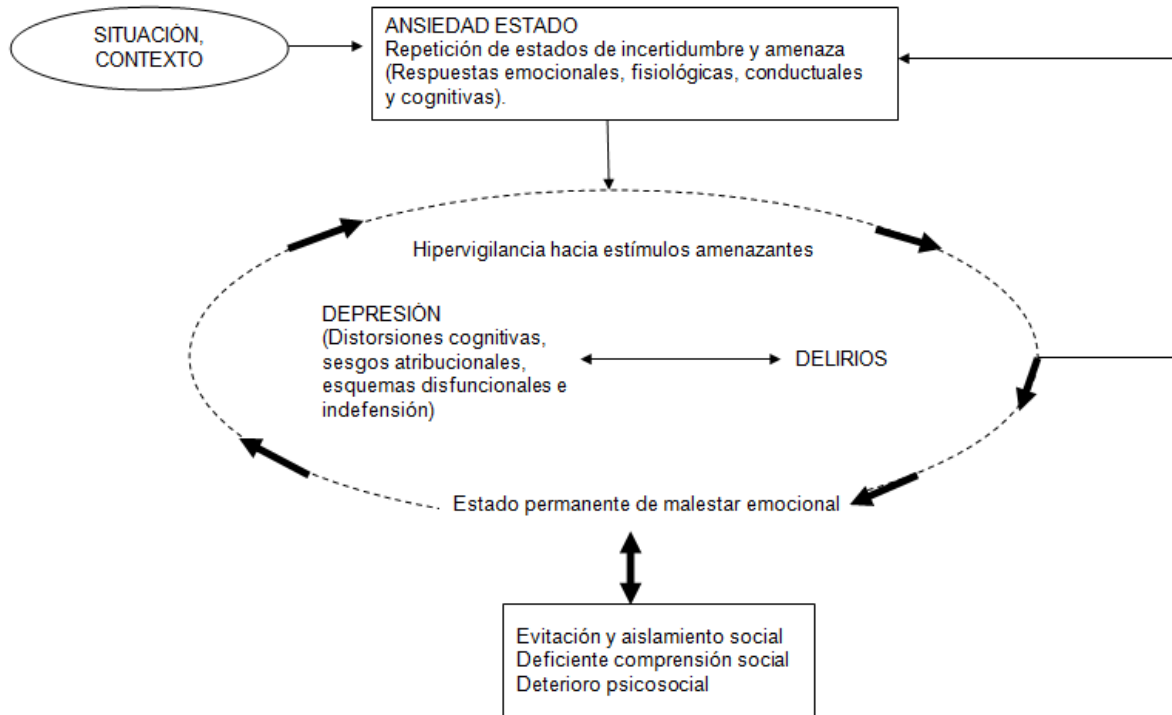 SITUACIÓN,
CONTEXTO
ANSIEDAD ESTADO
Repetición de estados de incertidumbre y amenaza
(Respuestas emocionales, fisiológicas, conductuales
y cognitivas).
Hipervigilancia hacia estímulos amenazantes
DEPRESIÓN
(Distorsiones cognitivas,
sesgos atribucionales,
esquemas disfuncionales e
indefensión)
DELIRIOS
Estado permanente de malestar emocional
Evitación y aislamiento social
Deficiente comprensión social
Deterioro psicosocial